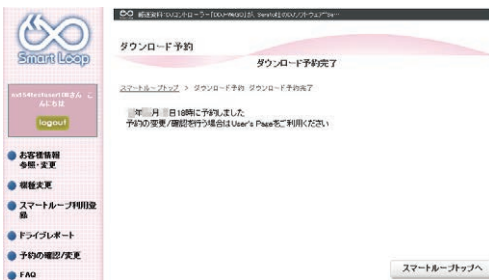 ダウンロード予約
ダウンロード予約完了
Smart Loop
スマートループトップ > ダウンロード予約 ダウンロード予約完了
さん こんにちは
logout
年 月 日18時に予約しました
予約の変更/確認を行う場合はUser's Pageをご利用ください
お客様情報
参照・変更
機種変更
スマートループ利用登
録
ドライブレポート
予約の確認/変更
FAQ
スマートループトップへ